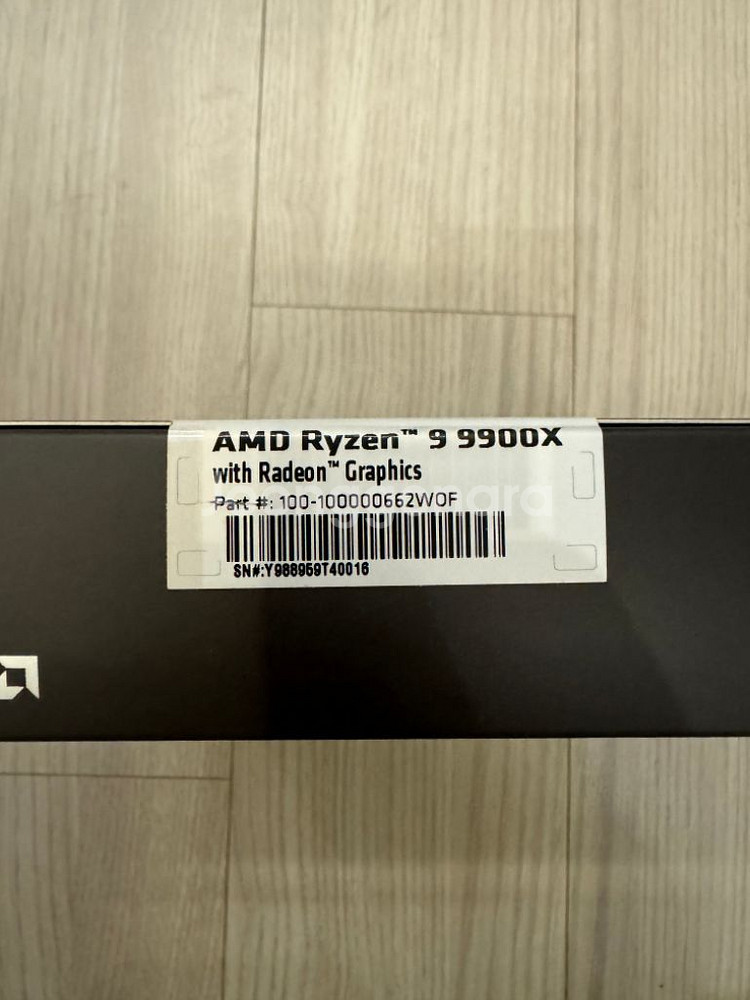 AMD Ryzen™ 9 9900X
with Radeon™ Graphics
Part #: 100-100000662WOF
SN#:Y988959T40016